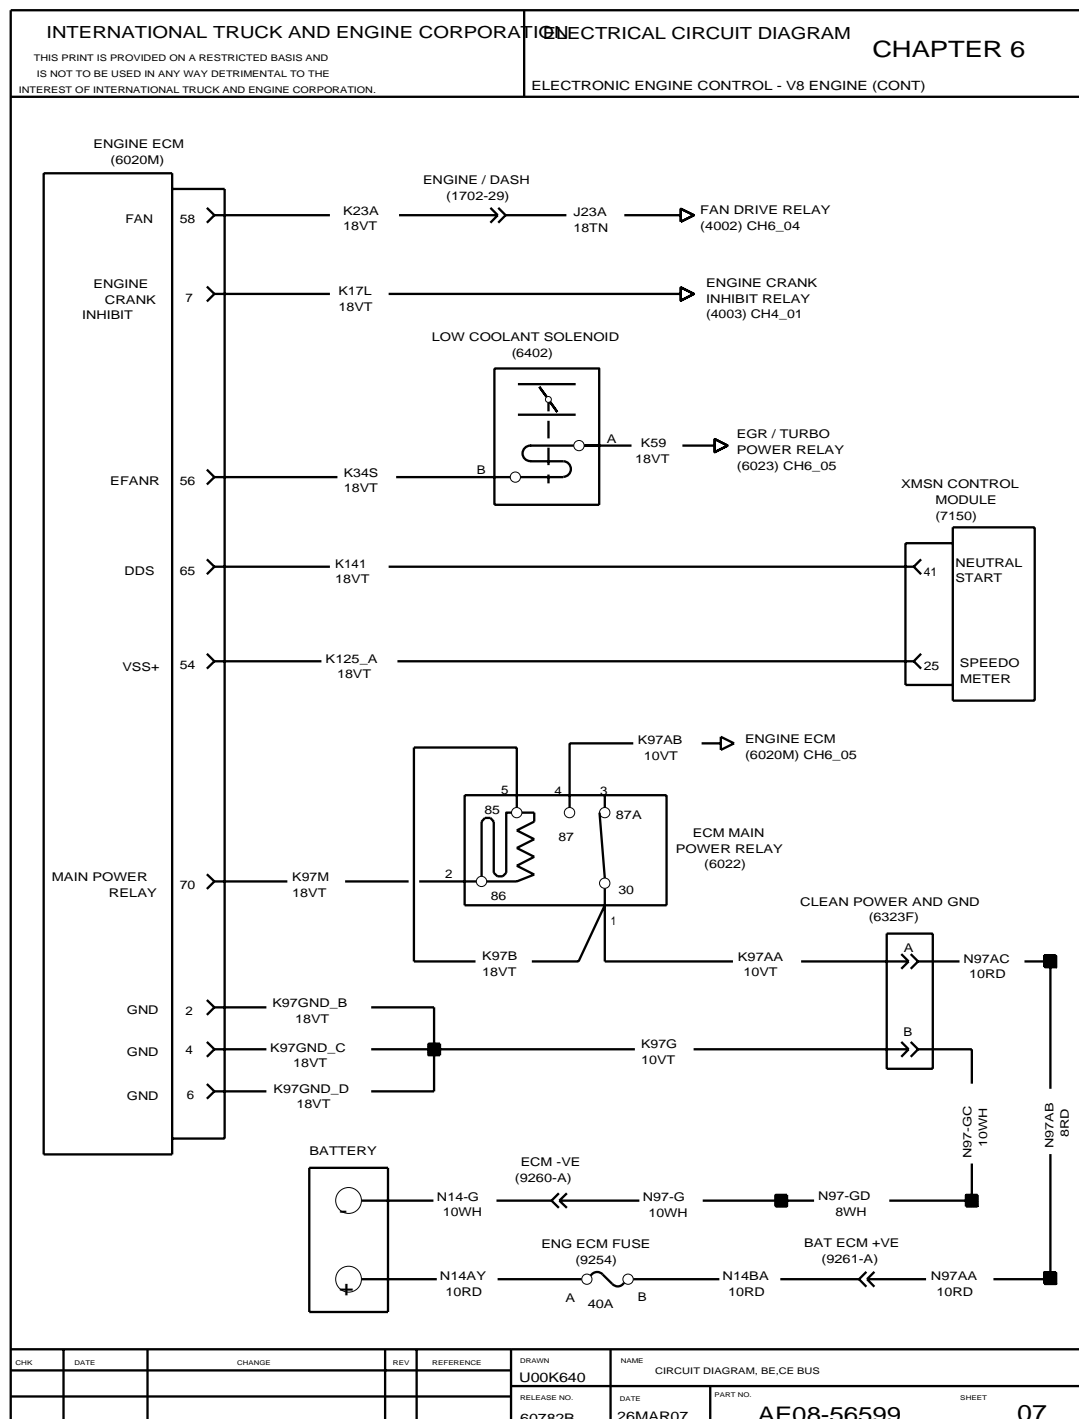 INTERNATIONAL TRUCK AND ENGINE CORPORATION
THIS PRINT IS PROVIDED ON A RESTRICTED BASIS AND
IS NOT TO BE USED IN ANY WAY DETRIMENTAL TO THE
INTEREST OF INTERNATIONAL TRUCK AND ENGINE CORPORATION.
ELECTRICAL CIRCUIT DIAGRAM
CHAPTER 6
ELECTRONIC ENGINE CONTROL - V8 ENGINE (CONT)
ENGINE ECM
(6020M)
ENGINE / DASH
(1702-29)
FAN
58
K23A
18VT
J23A
18TN
FAN DRIVE RELAY
(4002) CH6_04
ENGINE
CRANK
INHIBIT
7
K17L
18VT
ENGINE CRANK
INHIBIT RELAY
(4003) CH4_01
LOW COOLANT SOLENOID
(6402)
A
K59
18VT
EGR / TURBO
POWER RELAY
(6023) CH6_05
EFANR
56
K34S
18VT
B
XMSN CONTROL
MODULE
(7150)
DDS
65
K141
18VT
41
NEUTRAL
START
VSS+
54
K125_A
18VT
25
SPEEDO
METER
K97AB
10VT
ENGINE ECM
(6020M) CH6_05
5
4
3
85
87
87A
ECM MAIN
POWER RELAY
(6022)
MAIN POWER
RELAY
70
K97M
18VT
2
86
30
1
CLEAN POWER AND GND
(6323F)
K97B
18VT
K97AA
10VT
A
N97AC
10RD
GND
2
K97GND_B
18VT
GND
4
K97GND_C
18VT
K97G
10VT
B
GND
6
K97GND_D
18VT
N97-GC
10WH
N97AB
8RD
BATTERY
ECM -VE
(9260-A)
-
N14-G
10WH
N97-G
10WH
N97-GD
8WH
ENG ECM FUSE
(9254)
BAT ECM +VE
(9261-A)
+
N14AY
10RD
A
40A
B
N14BA
10RD
N97AA
10RD
CHK
DATE
CHANGE
REV
REFERENCE
DRAWN
U00K640
NAME
CIRCUIT DIAGRAM, BE,CE BUS
RELEASE NO.
60782B
DATE
26MAR07
PART NO.
AE08-56599
SHEET
07